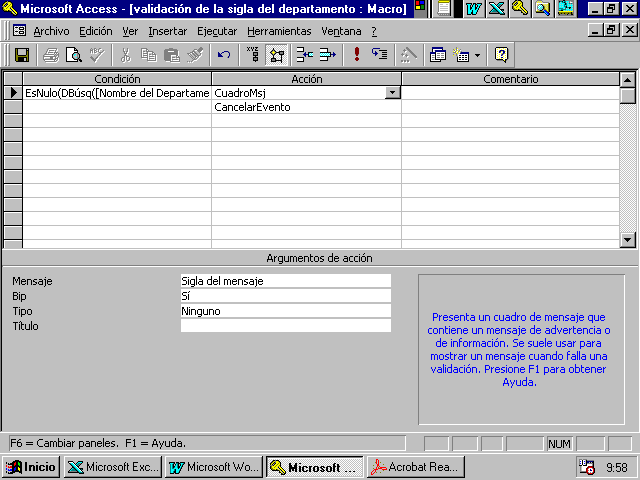 Microsoft Access - [validación de la sigla del departamento : Macro]
Archivo Edición Ver Insertar Ejecutar Herramientas Ventana ?
Condición Acción Comentario
EsNulo(DBúsq([Nombre del Departame CuadroMsj
CancelarEvento
Argumentos de acción
Mensaje Sigla del mensaje
Bip Sí
Tipo Ninguno
Título
Presenta un cuadro de mensaje que
contiene un mensaje de advertencia o
de información. Se suele usar para
mostrar un mensaje cuando falla una
validación. Presione F1 para obtener
Ayuda.
F6 = Cambiar paneles. F1 = Ayuda. NUM
Inicio Microsoft Exc... Microsoft Wo... Microsoft ... Acrobat Rea... 9:58